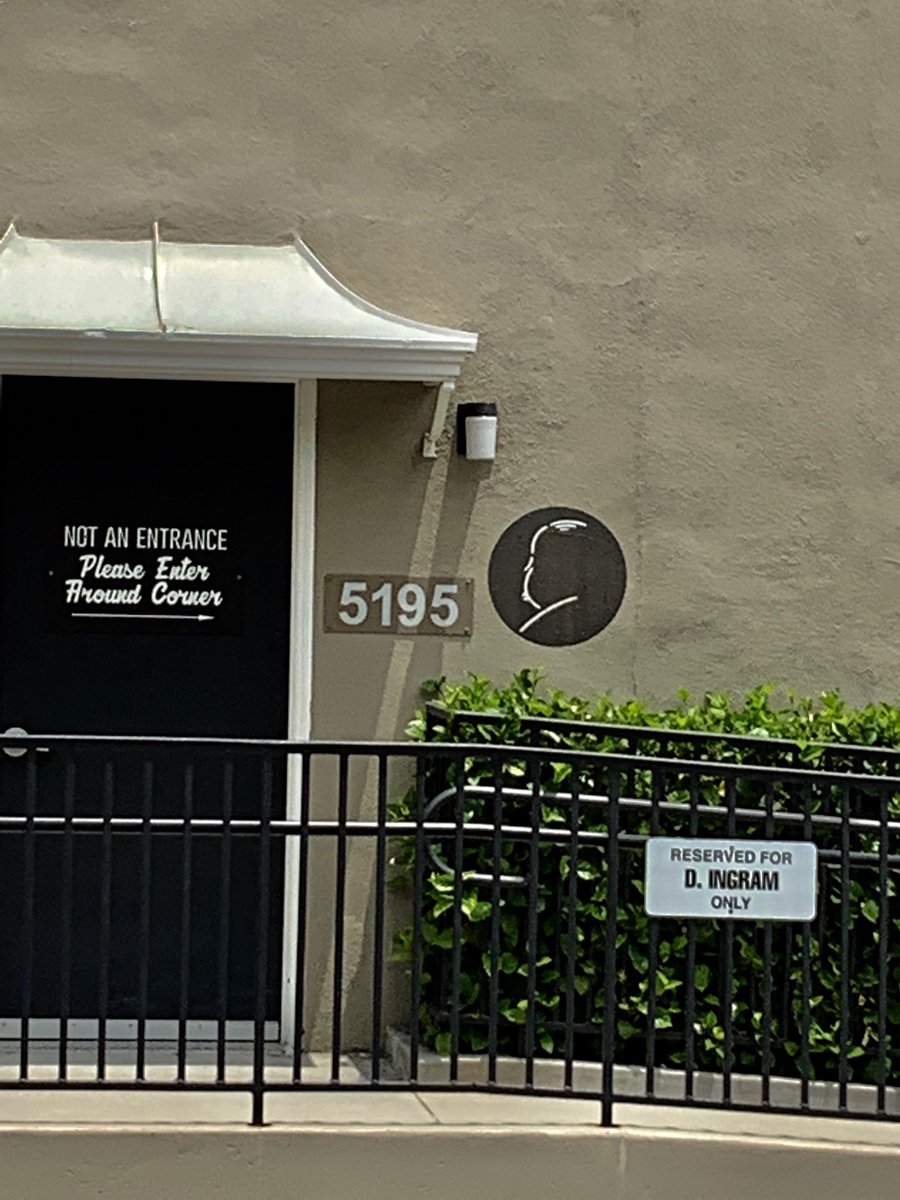 NOT AN ENTRANCE
Please Enter
Around Corner
5195
RESERVED FOR
D. INGRAM
ONLY